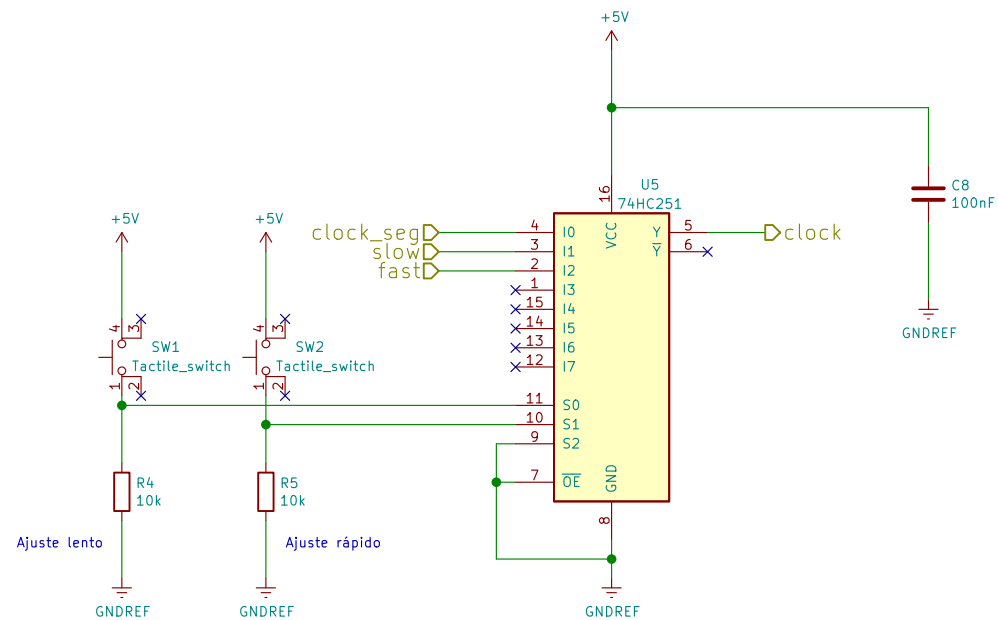 +5V
U5
74HC251
16
VCC
C8
100nF
+5V
+5V
clock_seg
4
I0
Y
5
clock
slow
3
I1
Y
6
fast
2
I2
1
I3
15
I4
14
I5
13
I6
12
I7
GNDREF
4
3
SW1
Tactile_switch
1
2
4
3
SW2
Tactile_switch
1
2
11
S0
10
S1
9
S2
7
OE
GND
8
R4
10k
R5
10k
Ajuste lento
Ajuste rápido
GNDREF
GNDREF
GNDREF